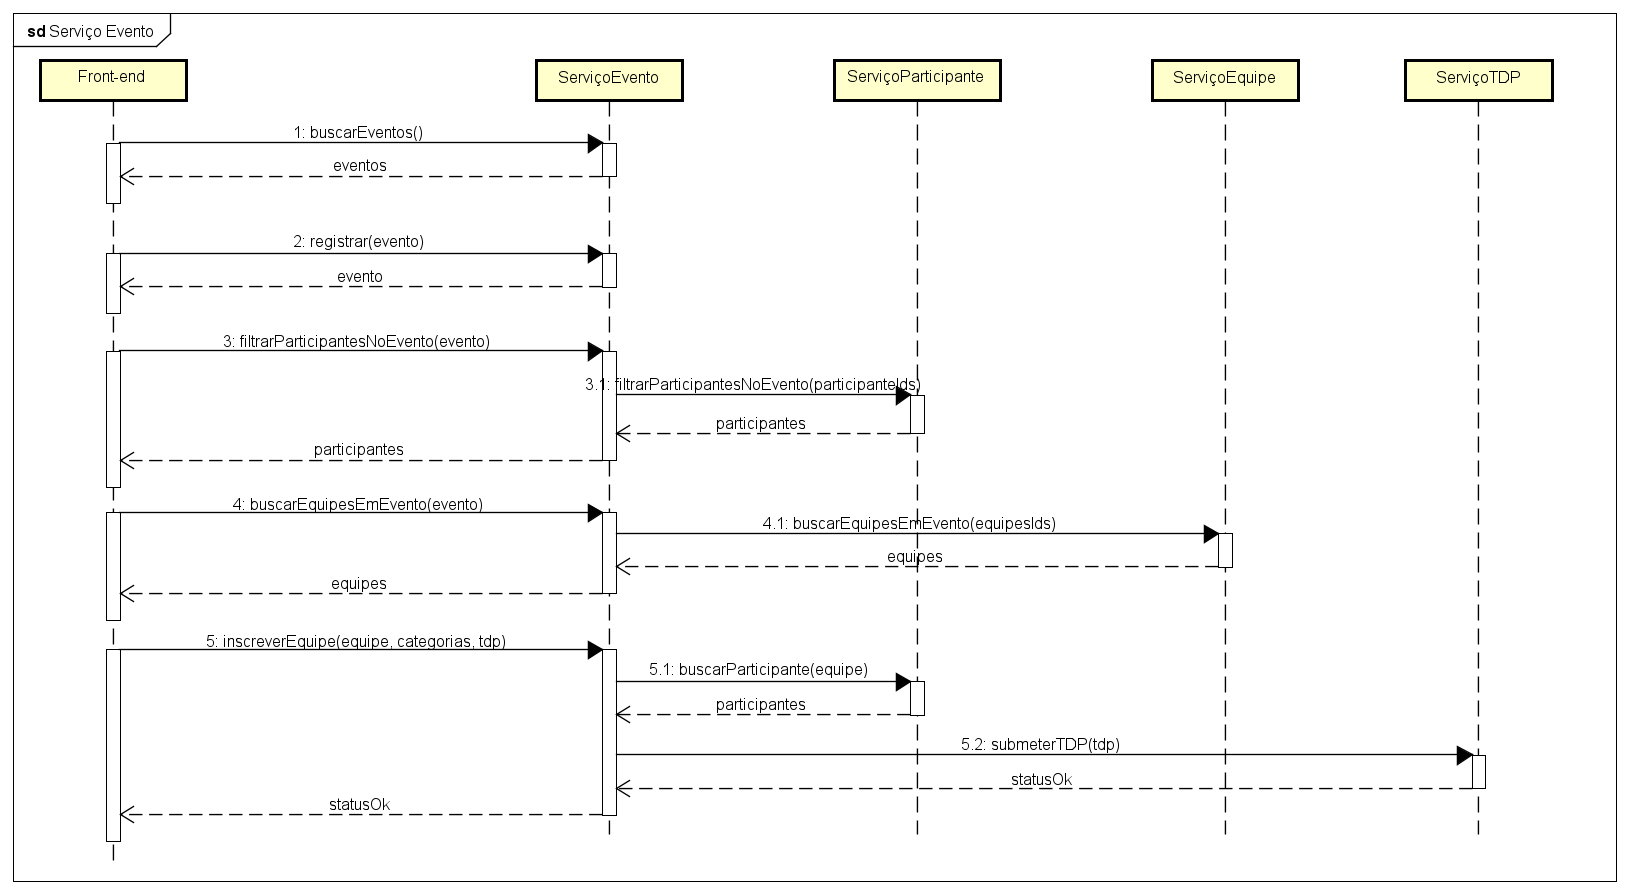 sd Serviço Evento
Front-end
ServiçoEvento
ServiçoParticipante
ServiçoEquipe
ServiçoTDP
1: buscarEventos()
eventos
2: registrar(evento)
evento
3: filtrarParticipantesNoEvento(evento)
3.1: filtrarParticipantesNoEvento(participanteIds)
participantes
participantes
4: buscarEquipesEmEvento(evento)
4.1: buscarEquipesEmEvento(equipesIds)
equipes
equipes
5: inscreverEquipe(equipe, categorias, tdp)
5.1: buscarParticipante(equipe)
participantes
5.2: submeterTDP(tdp)
statusOk
statusOk